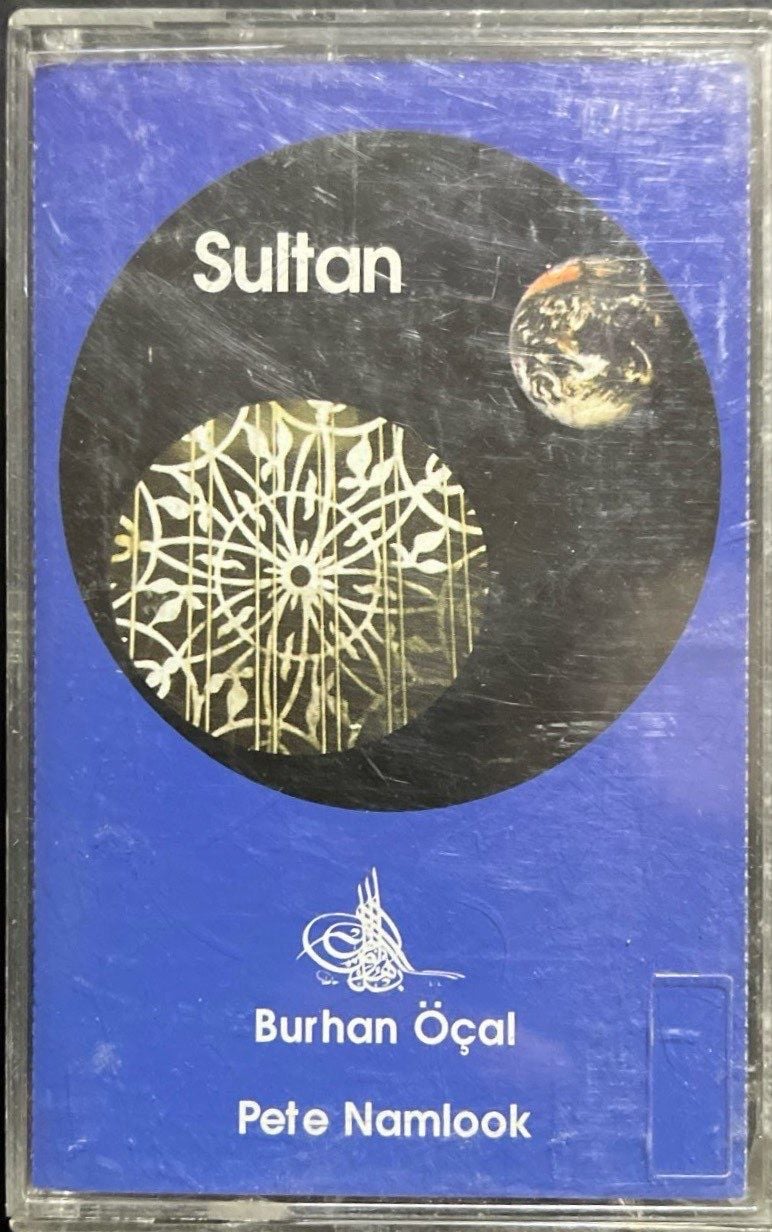 Sultan
Burhan Öçal
Pete Namlook